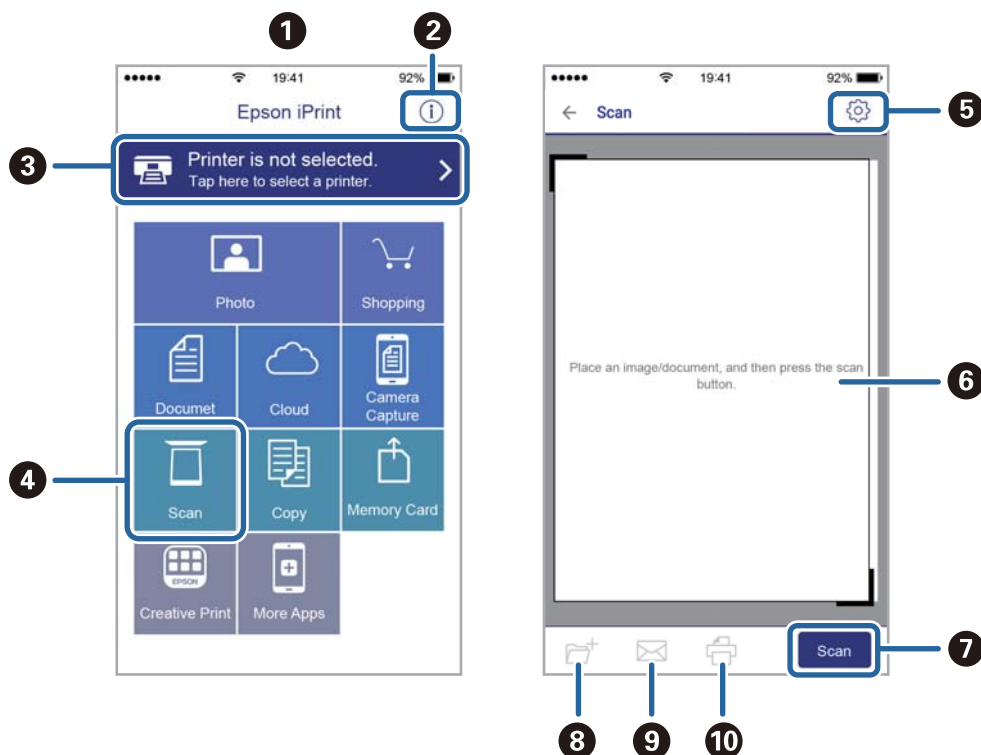 1
2
19:41
92%
Epson iPrint
i
3
Printer is not selected.
Tap here to select a printer.
Photo
Shopping
Documet
Cloud
Camera
Capture
4
Scan
Copy
Memory Card
EPSON
Creative Print
More Apps
19:41
92%
Scan
5
Place an image/document, and then press the scan
button.
6
Scan
7
8
9
10